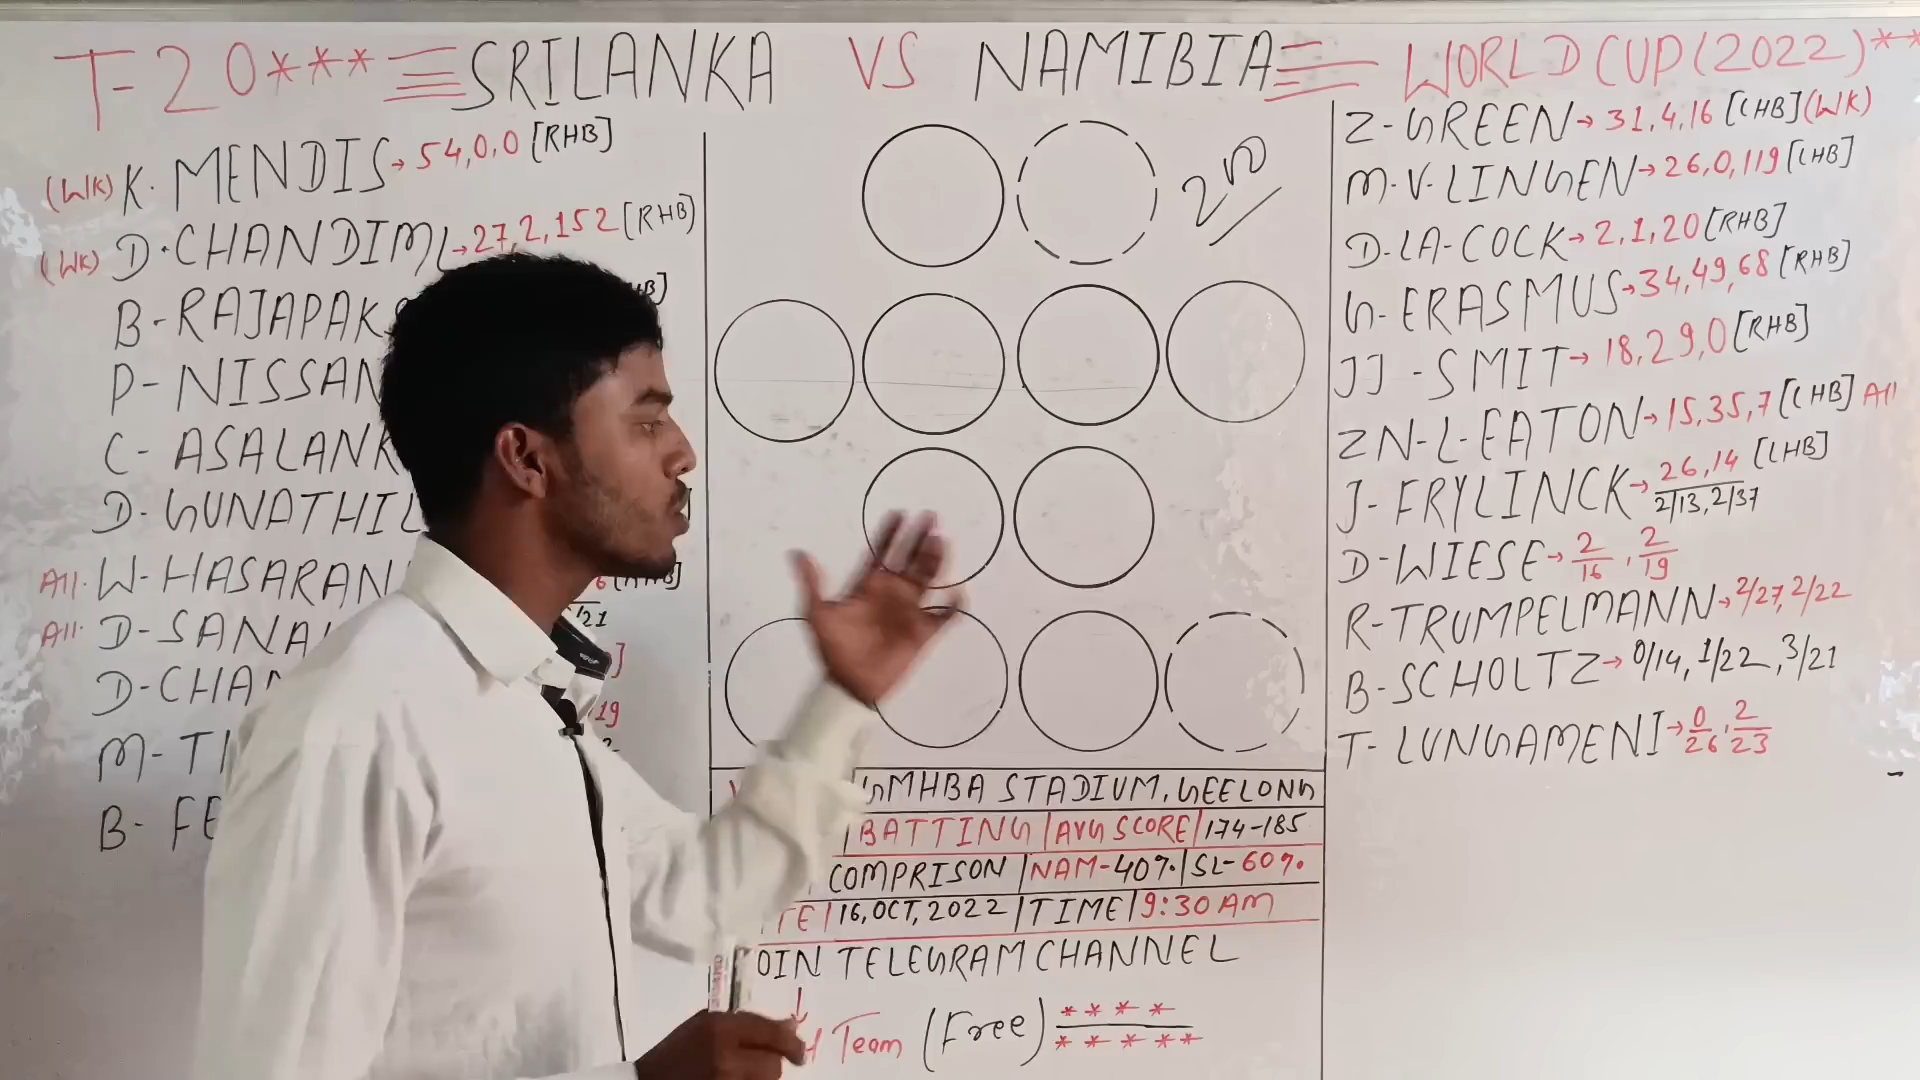 T-20*** SRILANKA VS NAMIBIA WORLD CUP (2022)**
(WK) K. MENDIS → 54,0,0 [RHB]
(WK) D. CHANDIML → 27,2,152 [RHB]
B-RAJAPAK
P-NISSAN
C-ASALANK
D-GUNATHIL
All. W-HASARAN
All. D-SANA
D-CHA
M-TI
B-FE
19
250
GMHBA STADIUM, GEELONG
BATTING | AVG SCORE | 174-185
COMPRISON | NAM-40% | SL-60%
TE | 16, OCT, 2022 | TIME | 9:30 AM
OIN TELEGRAM CHANNEL
↓
Team (Free) ****
*****
Z-GREEN → 31,4,16 [LHB] (WK)
M.V.LINGEN → 26,0,119 [LHB]
D.LA-COCK → 2,1,20 [RHB]
G-ERASMUS → 34,49,68 [RHB]
JJ-SMIT → 18,29,0 [RHB]
ZN-L-EATON → 15,35,7 [LHB] All
J-FRYLINCK → 26,14 [LHB]
2/13, 2/37
D-WIESE → 2/16, 2/19
R-TRUMPELMANN → 2/27, 2/22
B-SCHOLTZ → 0/14, 1/22, 3/21
T-LUNGAMENI → 0/26, 2/23